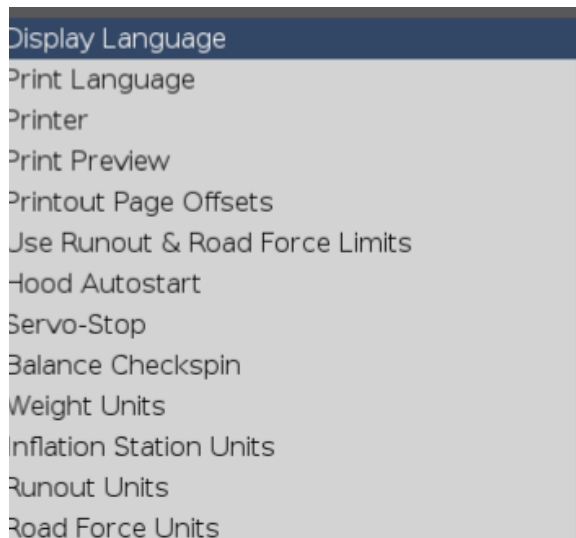 Display Language
Print Language
Printer
Print Preview
Printout Page Offsets
Use Runout & Road Force Limits
Hood Autostart
Servo-Stop
Balance Checkspin
Weight Units
Inflation Station Units
Runout Units
Road Force Units